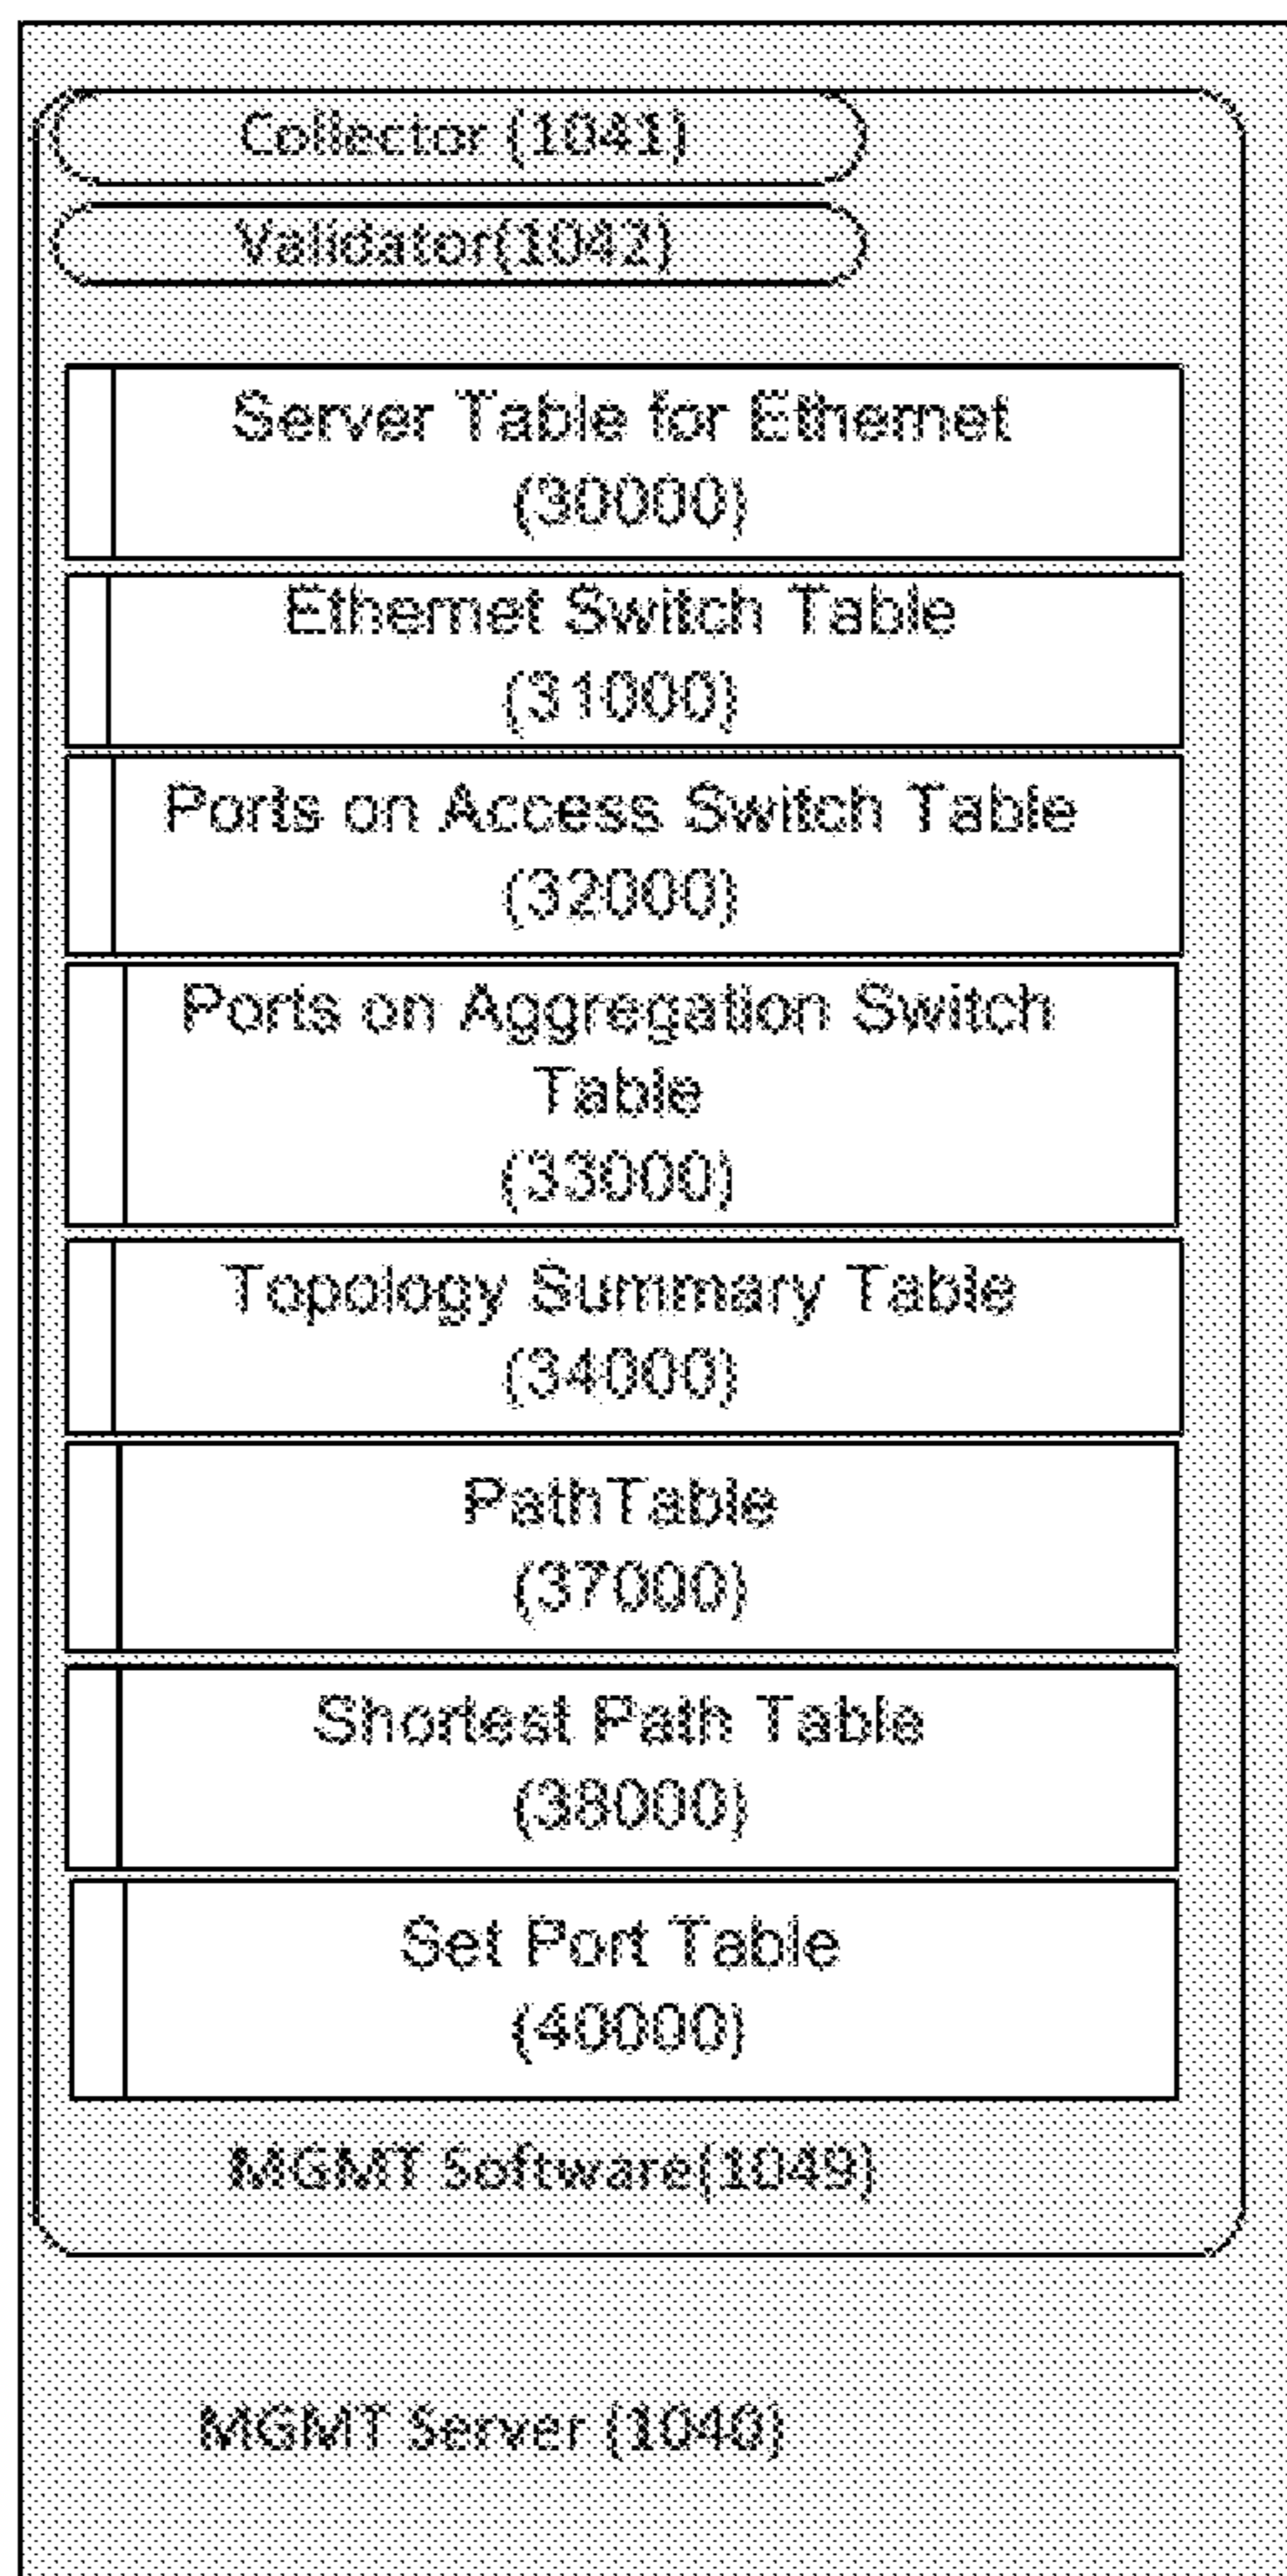 Collector (1041)
Validator(1042)
Server Table for Ethernet
(30000)
Ethernet Switch Table
(31000)
Ports on Access Switch Table
(32000)
Ports on Aggregation Switch
Table
(33000)
Topology Summary Table
(34000)
PathTable
(37000)
Shortest Path Table
(38000)
Set Port Table
(40000)
MGMT Software(1049)
MGMT Server (1040)